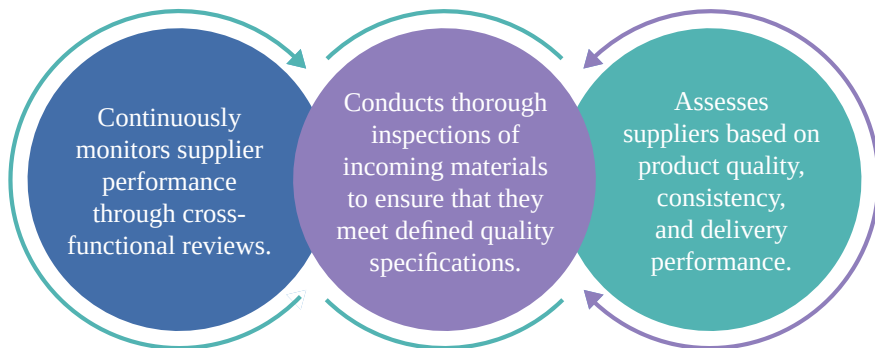 Continuously
monitors supplier
performance
through cross-
functional reviews.
Conducts thorough
inspections of
incoming materials
to ensure that they
meet defined quality
specifications.
Assesses
suppliers based on
product quality,
consistency,
and delivery
performance.